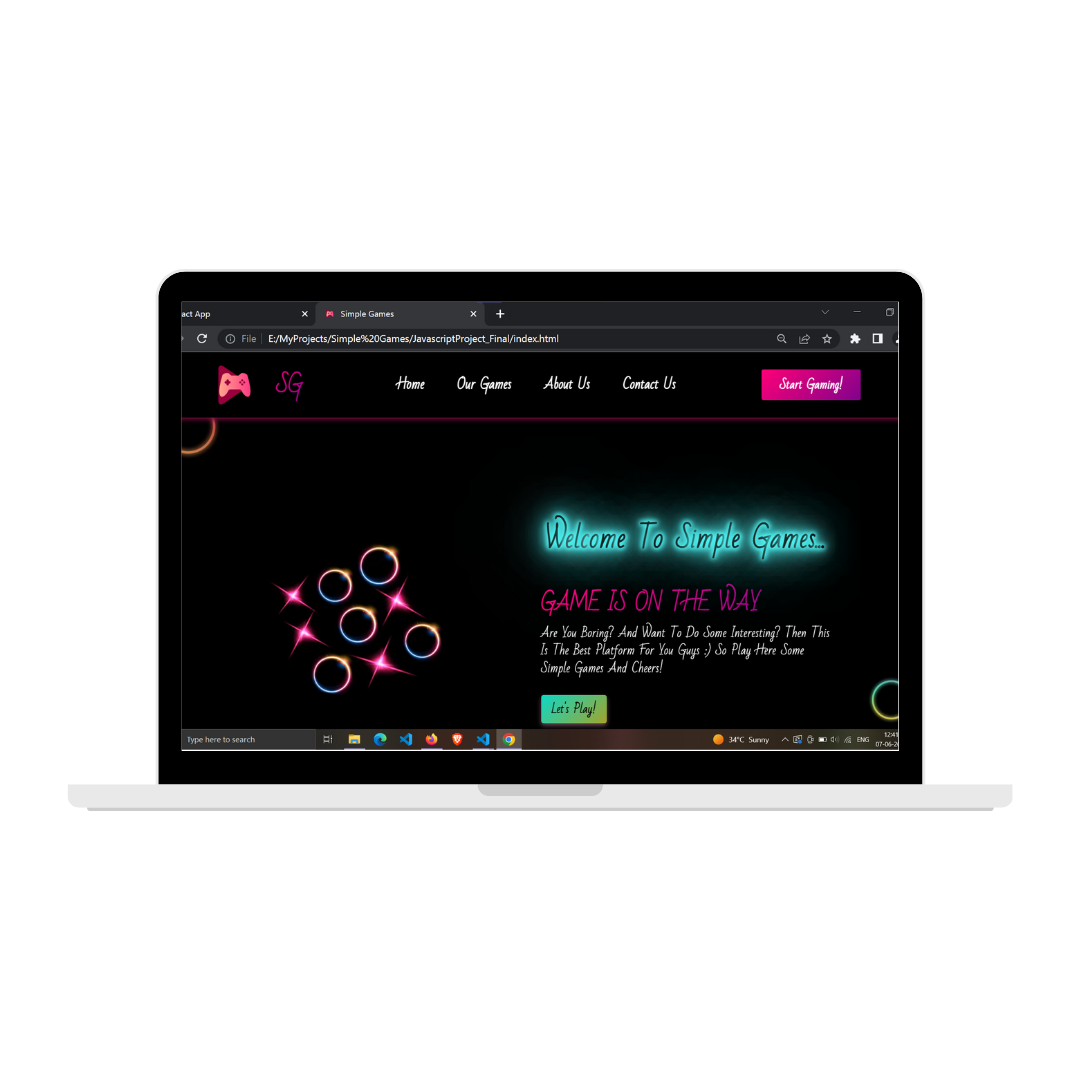 act App
Simple Games
File E:/MyProjects/Simple%20Games/JavascriptProject_Final/index.html
SG Home Our Games About Us Contact Us Start Gaming!
Welcome To Simple Games...
GAME IS ON THE WAY
Are You Boring? And Want To Do Some Interesting? Then This
Is The Best Platform For You Guys :) So Play Here Some
Simple Games And Cheers!
Let's Play!
Type here to search
34°C Sunny
ENG
12:41
07-06-2